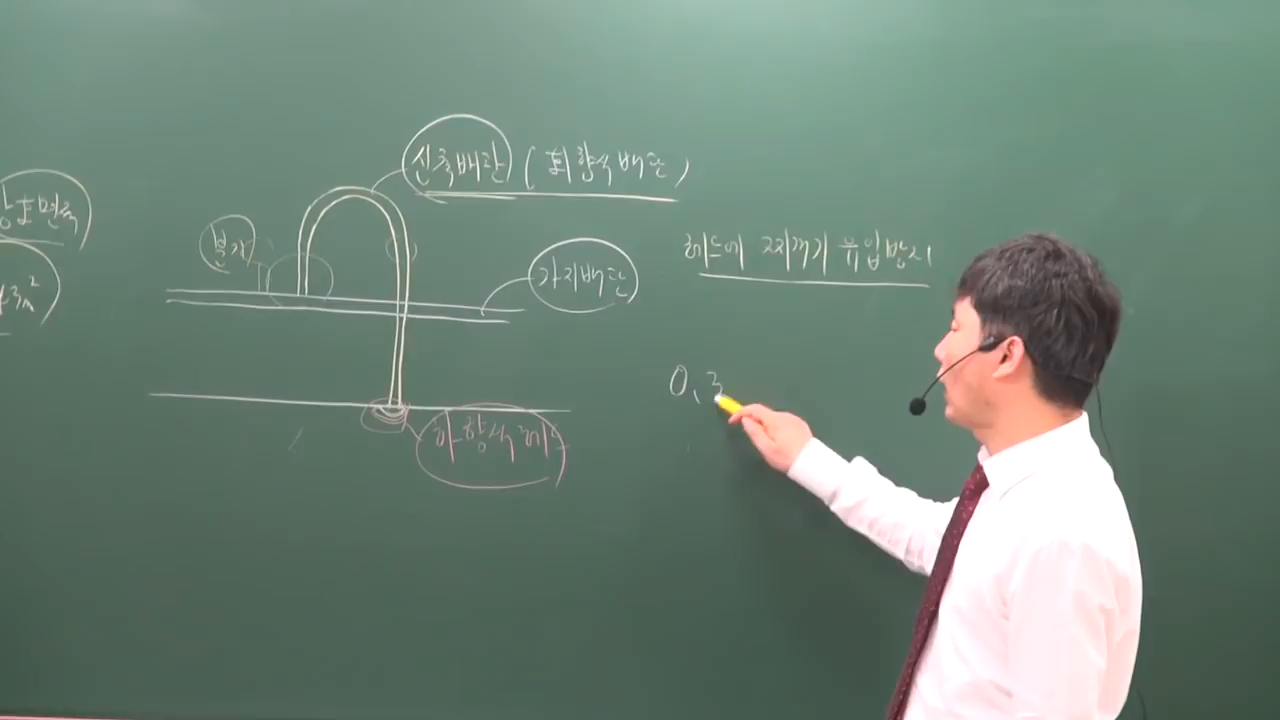 신축배관 (회향식배관)
분기
가지배관
헤드에 찌꺼기 유입방지
0.3
하향식헤드